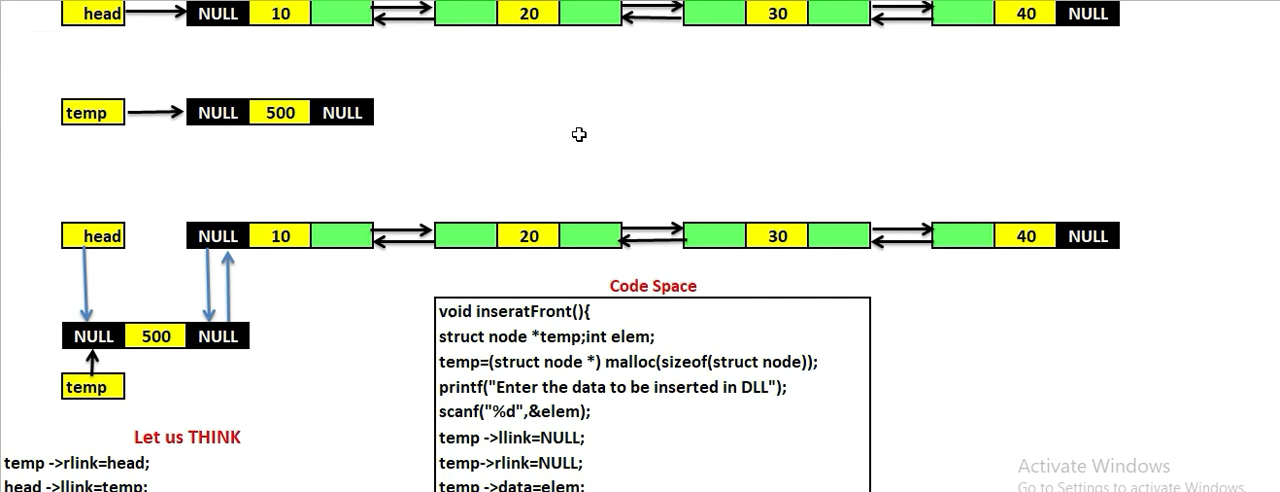 head NULL 10 20 30 40 NULL
temp NULL 500 NULL
head NULL 10 20 30 40 NULL
NULL 500 NULL
temp
Let us THINK
temp ->rlink=head;
head ->llink=temp;
Code Space
void inseratFront(){
struct node *temp;int elem;
temp=(struct node *) malloc(sizeof(struct node));
printf("Enter the data to be inserted in DLL");
scanf("%d",&elem);
temp ->llink=NULL;
temp->rlink=NULL;
temp ->data=elem;
Activate Windows
Go to Settings to activate Windows.